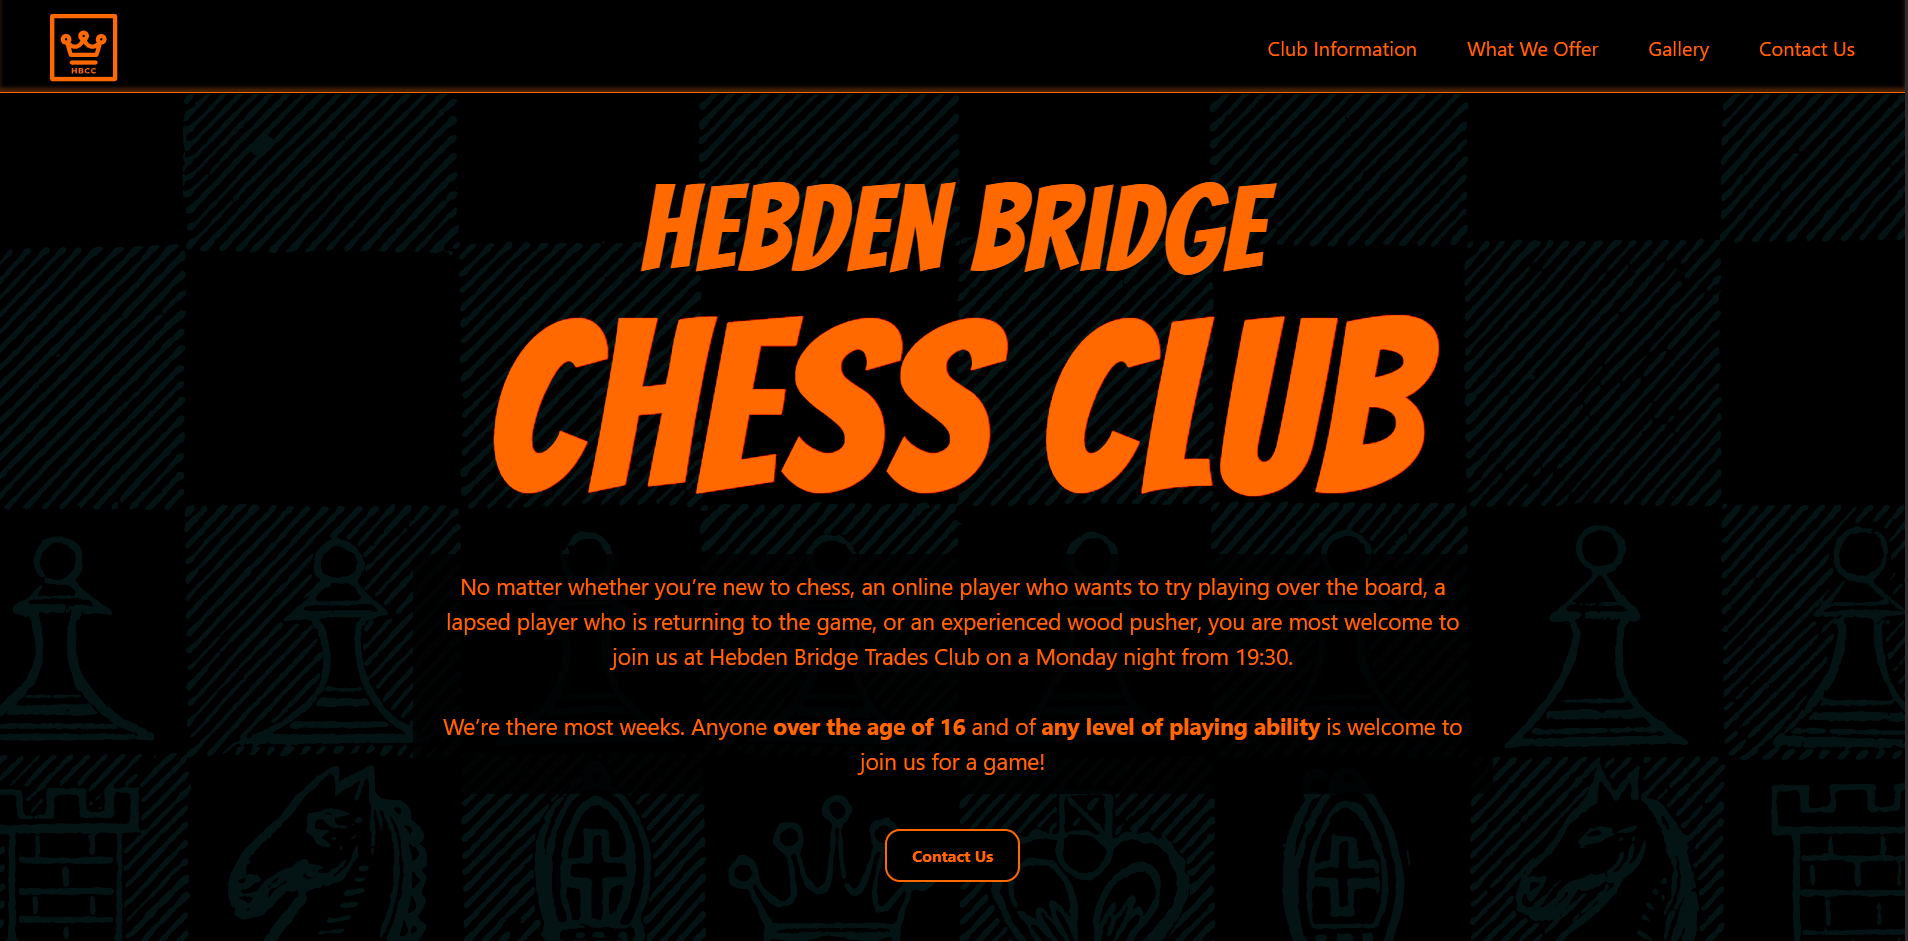 HBCC
Club Information
What We Offer
Gallery
Contact Us
HEBDEN BRIDGE
CHESS CLUB
No matter whether you’re new to chess, an online player who wants to try playing over the board, a
lapsed player who is returning to the game, or an experienced wood pusher, you are most welcome to
join us at Hebden Bridge Trades Club on a Monday night from 19:30.
We’re there most weeks. Anyone over the age of 16 and of any level of playing ability is welcome to
join us for a game!
Contact Us